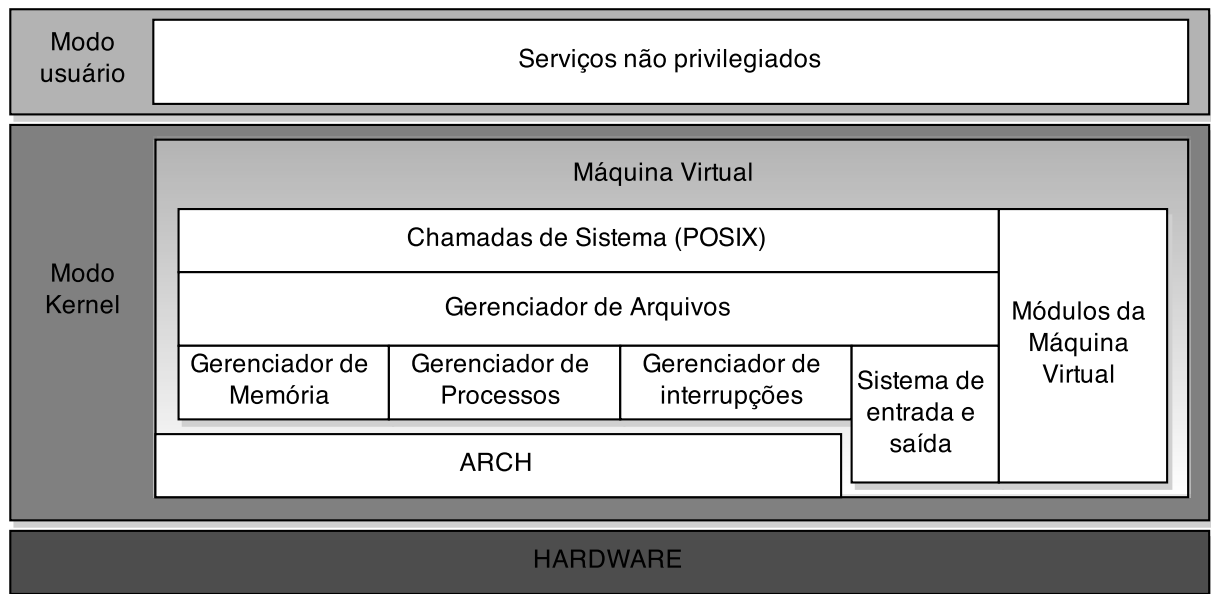 Modo
usuário
Serviços não privilegiados
Modo
Kernel
Máquina Virtual
Chamadas de Sistema (POSIX)
Gerenciador de Arquivos
Gerenciador de
Memória
Gerenciador de
Processos
Gerenciador de
interrupções
Sistema de
entrada e
saída
Módulos da
Máquina
Virtual
ARCH
HARDWARE